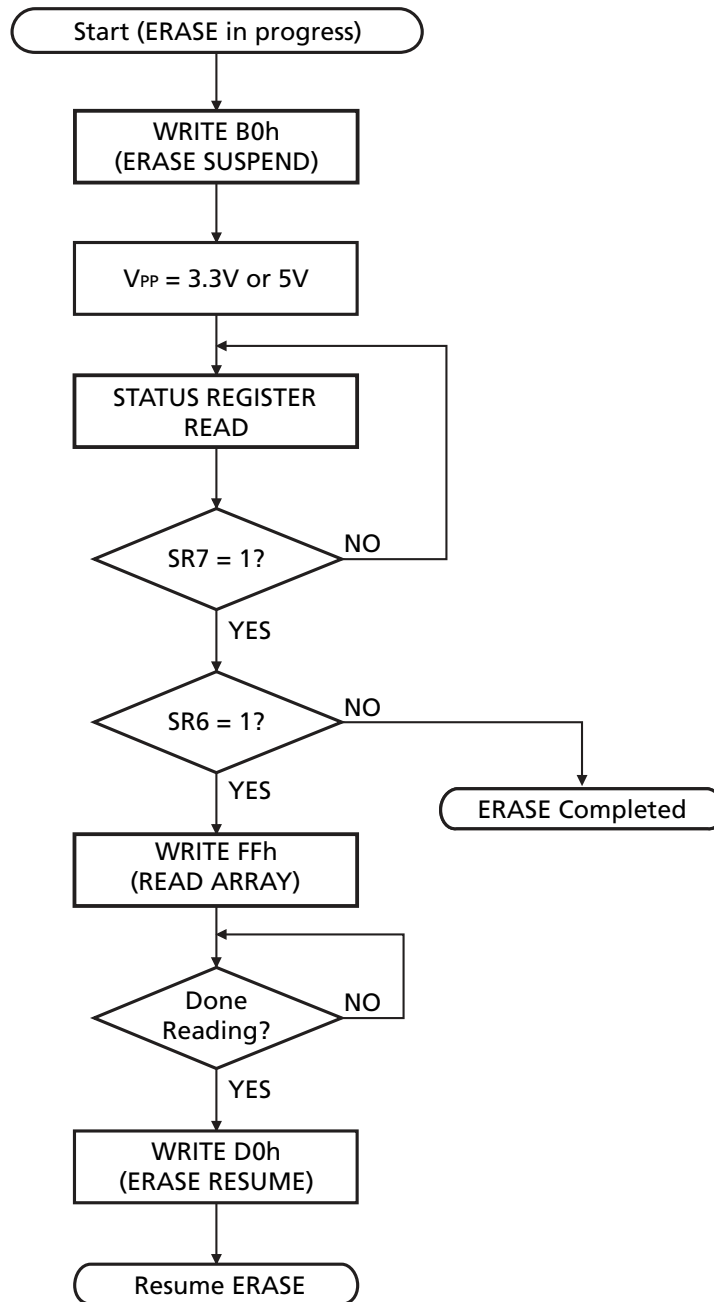 Start (ERASE in progress)
WRITE B0h
(ERASE SUSPEND)
VPP = 3.3V or 5V
STATUS REGISTER
READ
SR7 = 1?
NO
YES
SR6 = 1?
NO
YES
ERASE Completed
WRITE FFh
(READ ARRAY)
Done
Reading?
NO
YES
WRITE D0h
(ERASE RESUME)
Resume ERASE